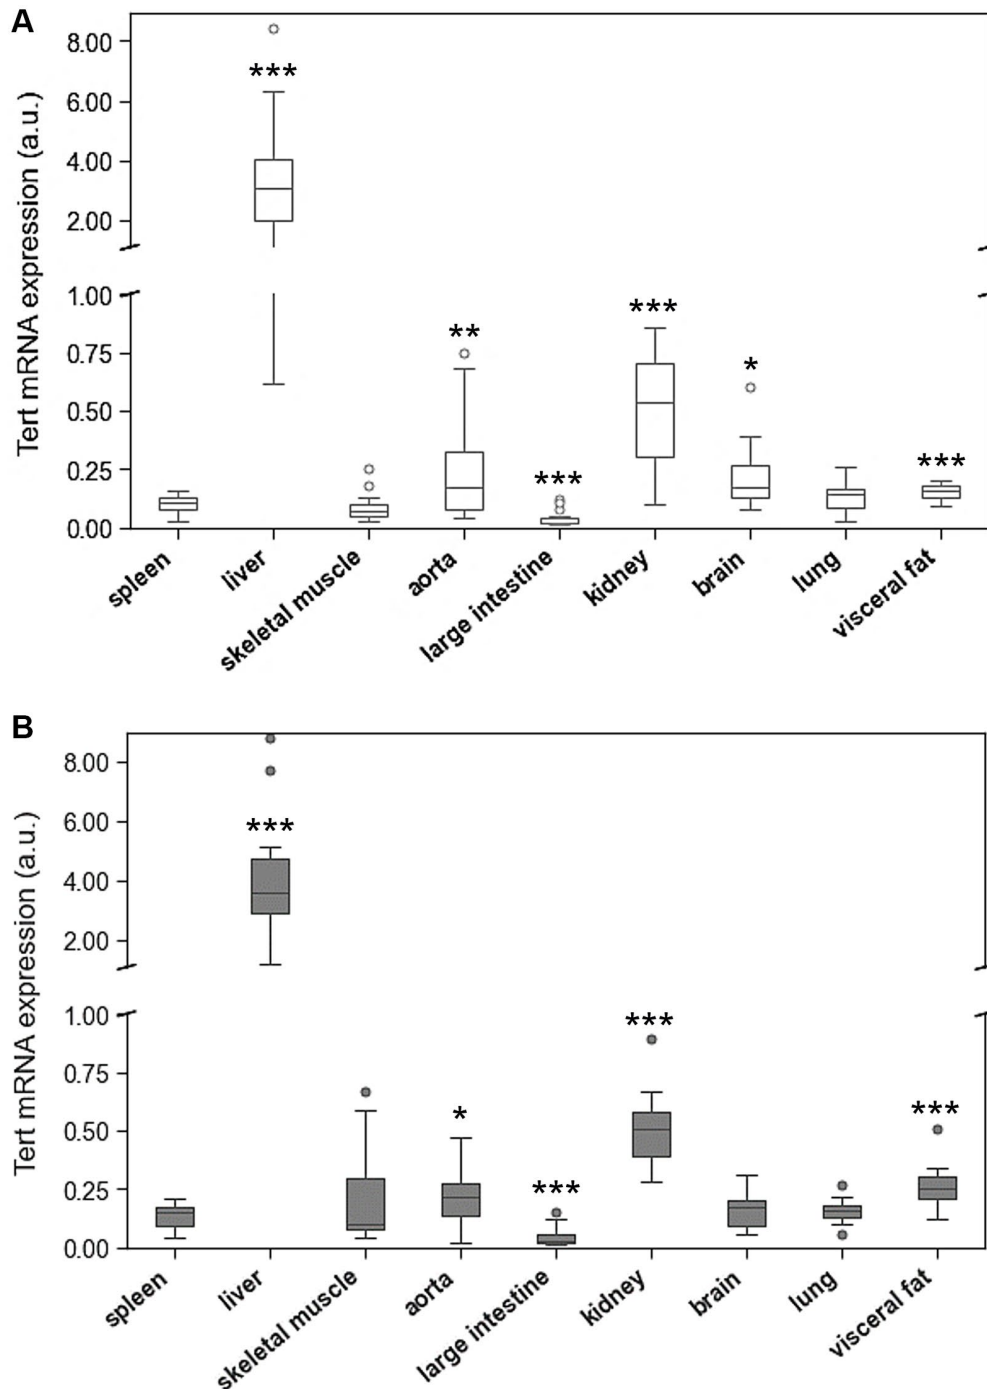 A
Tert mRNA expression (a.u.)
8.00
6.00
4.00
2.00
1.00
0.75
0.50
0.25
0.00
***
**
***
***
*
***
spleen
liver
skeletal muscle
aorta
large intestine
kidney
brain
lung
visceral fat
B
Tert mRNA expression (a.u.)
8.00
6.00
4.00
2.00
1.00
0.75
0.50
0.25
0.00
***
*
***
***
***
spleen
liver
skeletal muscle
aorta
large intestine
kidney
brain
lung
visceral fat